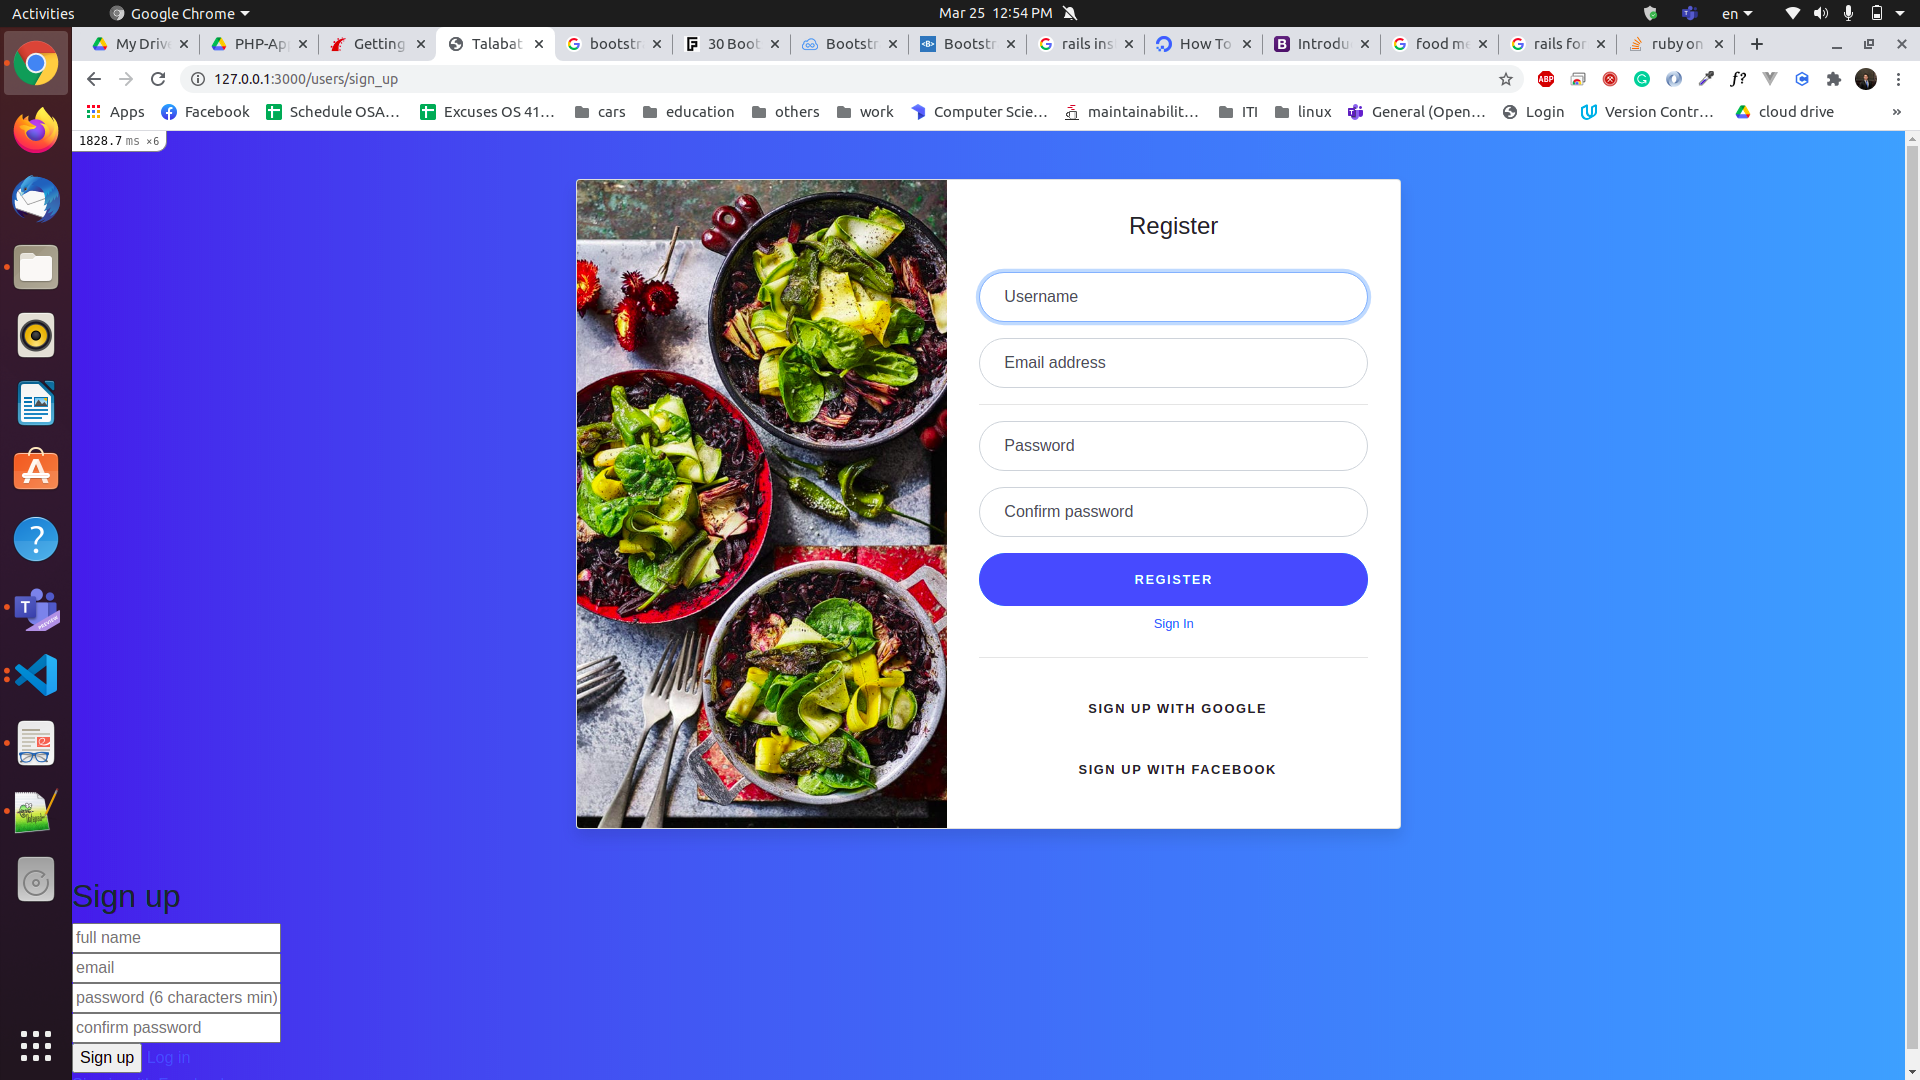 Activities
Google Chrome
Mar 25 12:54 PM
en
My Drive
PHP-App
Getting
Talabat
bootstr
30 Boot
Bootstr
Bootstr
rails ins
How To
Introdu
food me
rails for
ruby on
127.0.0.1:3000/users/sign_up
ABP
f?
Apps
Facebook
Schedule OSA...
Excuses OS 41...
cars
education
others
work
Computer Scie...
maintainabilit...
ITI
linux
General (Open...
Login
Version Contr...
cloud drive
»
1828.7 ms ×6
Register
Username
Email address
Password
Confirm password
REGISTER
Sign In
SIGN UP WITH GOOGLE
SIGN UP WITH FACEBOOK
Sign up
full name
email
password (6 characters min)
confirm password
Sign up
Log in